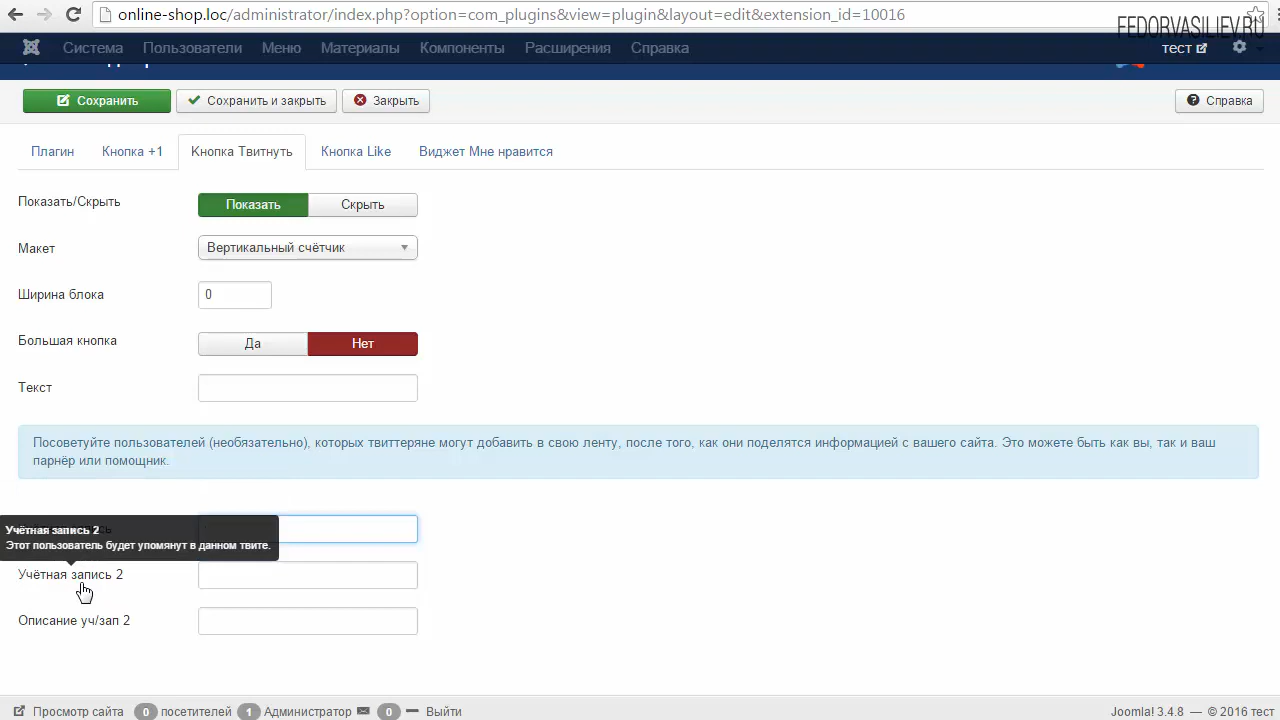 online-shop.loc/administrator/index.php?option=com_plugins&view=plugin&layout=edit&extension_id=10016
FEDORVASILIEV.RU
Система Пользователи Меню Материалы Компоненты Расширения Справка тест
Сохранить Сохранить и закрыть Закрыть Справка
Плагин Кнопка +1 Кнопка Твитнуть Кнопка Like Виджет Мне нравится
Показать/Скрыть Показать Скрыть
Макет Вертикальный счётчик
Ширина блока 0
Большая кнопка Да Нет
Текст
Посоветуйте пользователей (необязательно), которых твиттеряне могут добавить в свою ленту, после того, как они поделятся информацией с вашего сайта. Это может быть как вы, так и ваш
парнёр или помощник.
Учётная запись 2
Этот пользователь будет упомянут в данном твите.
Учётная запись 2
Описание уч/зап 2
Просмотр сайта 0 посетителей 1 Администратор 0 Выйти Joomla! 3.4.8 — © 2016 тест